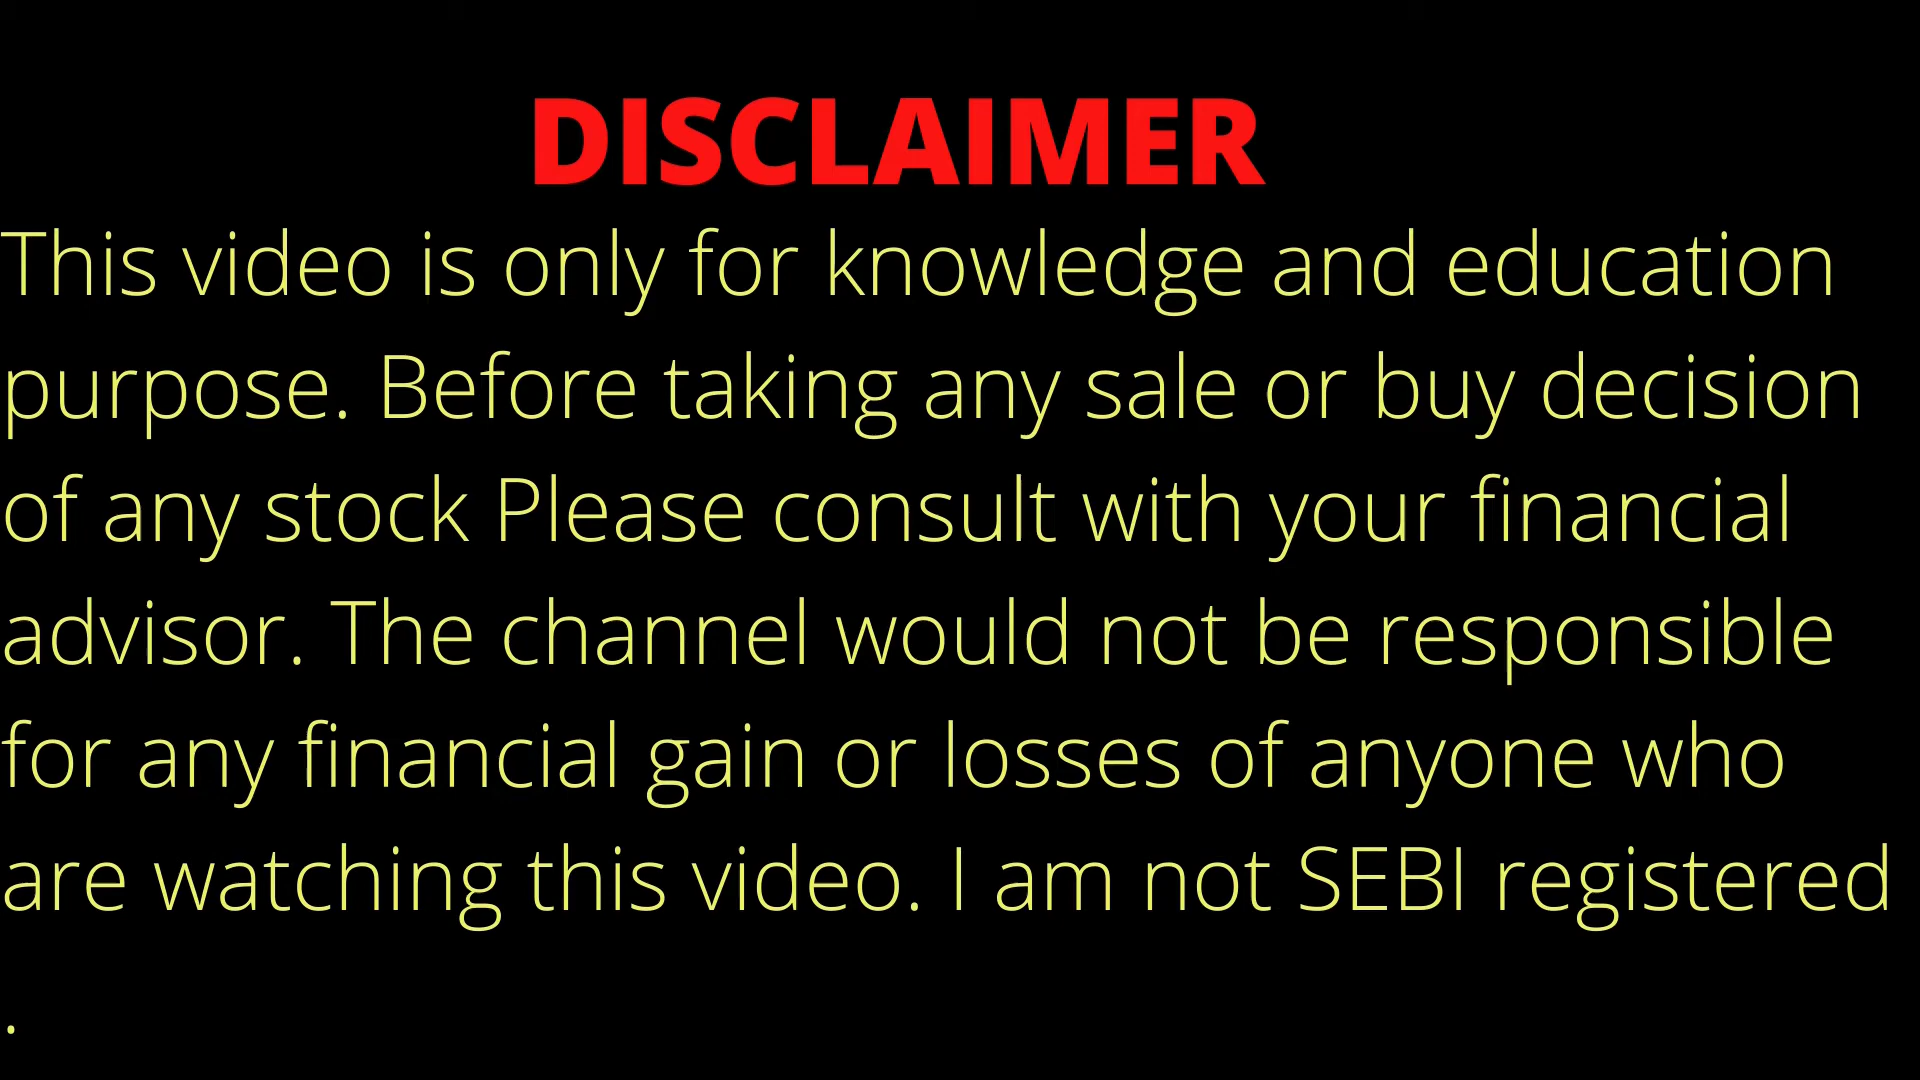 DISCLAIMER
This video is only for knowledge and education
purpose. Before taking any sale or buy decision
of any stock Please consult with your financial
advisor. The channel would not be responsible
for any financial gain or losses of anyone who
are watching this video. I am not SEBI registered
.